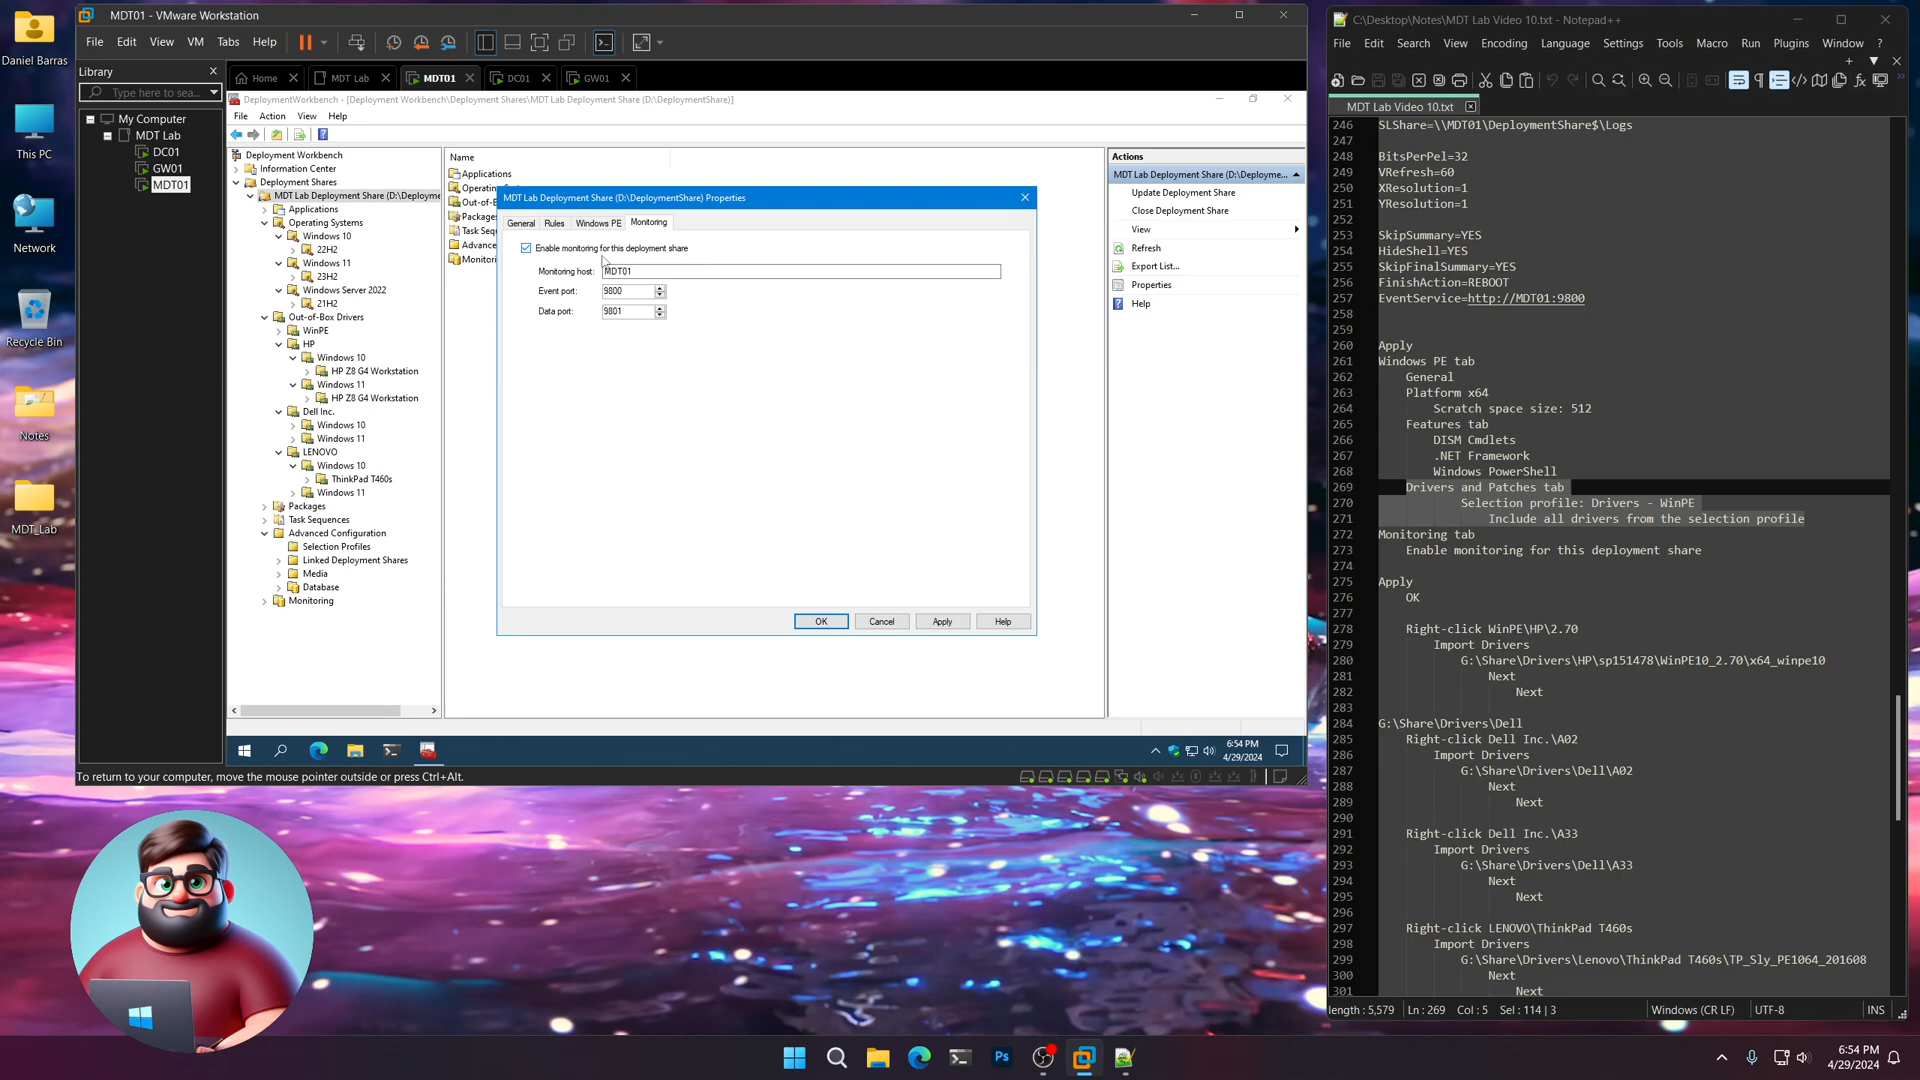 Daniel Barras
This PC
Network
Recycle Bin
Notes
MDT_Lab
MDT01 - VMware Workstation
File Edit View VM Tabs Help
Library
Type here to sea...
My Computer
MDT Lab
DC01
GW01
MDT01
Home
MDT Lab
MDT01
DC01
GW01
DeploymentWorkbench - [Deployment Workbench\Deployment Shares\MDT Lab Deployment Share (D:\DeploymentShare)]
File Action View Help
Deployment Workbench
Information Center
Deployment Shares
MDT Lab Deployment Share (D:\Deployme
Applications
Operating Systems
Windows 10
22H2
Windows 11
23H2
Windows Server 2022
21H2
Out-of-Box Drivers
WinPE
HP
Windows 10
HP Z8 G4 Workstation
Windows 11
HP Z8 G4 Workstation
Dell Inc.
Windows 10
Windows 11
LENOVO
Windows 10
ThinkPad T460s
Windows 11
Packages
Task Sequences
Advanced Configuration
Selection Profiles
Linked Deployment Shares
Media
Database
Monitoring
Name
Applications
Out-of-B
Packages
Task Seq
Advance
Monitori
MDT Lab Deployment Share (D:\DeploymentShare) Properties
General Rules Windows PE Monitoring
Enable monitoring for this deployment share
Monitoring host: MDT01
Event port: 9800
Data port: 9801
OK Cancel Apply Help
Actions
MDT Lab Deployment Share (D:\Deployme...
Update Deployment Share
Close Deployment Share
View
Refresh
Export List...
Properties
Help
6:54 PM
4/29/2024
To return to your computer, move the mouse pointer outside or press Ctrl+Alt.
C:\Desktop\Notes\MDT Lab Video 10.txt - Notepad++
File Edit Search View Encoding Language Settings Tools Macro Run Plugins Window ?
MDT Lab Video 10.txt
246 SLShare=\\MDT01\DeploymentShare$\Logs
247
248 BitsPerPel=32
249 VRefresh=60
250 XResolution=1
251 YResolution=1
252
253 SkipSummary=YES
254 HideShell=YES
255 SkipFinalSummary=YES
256 FinishAction=REBOOT
257 EventService=http://MDT01:9800
258
259
260 Apply
261 Windows PE tab
262 General
263 Platform x64
264 Scratch space size: 512
265 Features tab
266 DISM Cmdlets
267 .NET Framework
268 Windows PowerShell
269 Drivers and Patches tab
270 Selection profile: Drivers - WinPE
271 Include all drivers from the selection profile
272 Monitoring tab
273 Enable monitoring for this deployment share
274
275 Apply
276 OK
277
278 Right-click WinPE\HP\2.70
279 Import Drivers
280 G:\Share\Drivers\HP\sp151478\WinPE10_2.70\x64_winpe10
281 Next
282 Next
283
284 G:\Share\Drivers\Dell
285 Right-click Dell Inc.\A02
286 Import Drivers
287 G:\Share\Drivers\Dell\A02
288 Next
289 Next
290
291 Right-click Dell Inc.\A33
292 Import Drivers
293 G:\Share\Drivers\Dell\A33
294 Next
295 Next
296
297 Right-click LENOVO\ThinkPad T460s
298 Import Drivers
299 G:\Share\Drivers\Lenovo\ThinkPad T460s\TP_Sly_PE1064_201608
300 Next
301 Next
length : 5,579 Ln : 269 Col : 5 Sel : 114 | 3 Windows (CR LF) UTF-8 INS
Ps
6:54 PM
4/29/2024